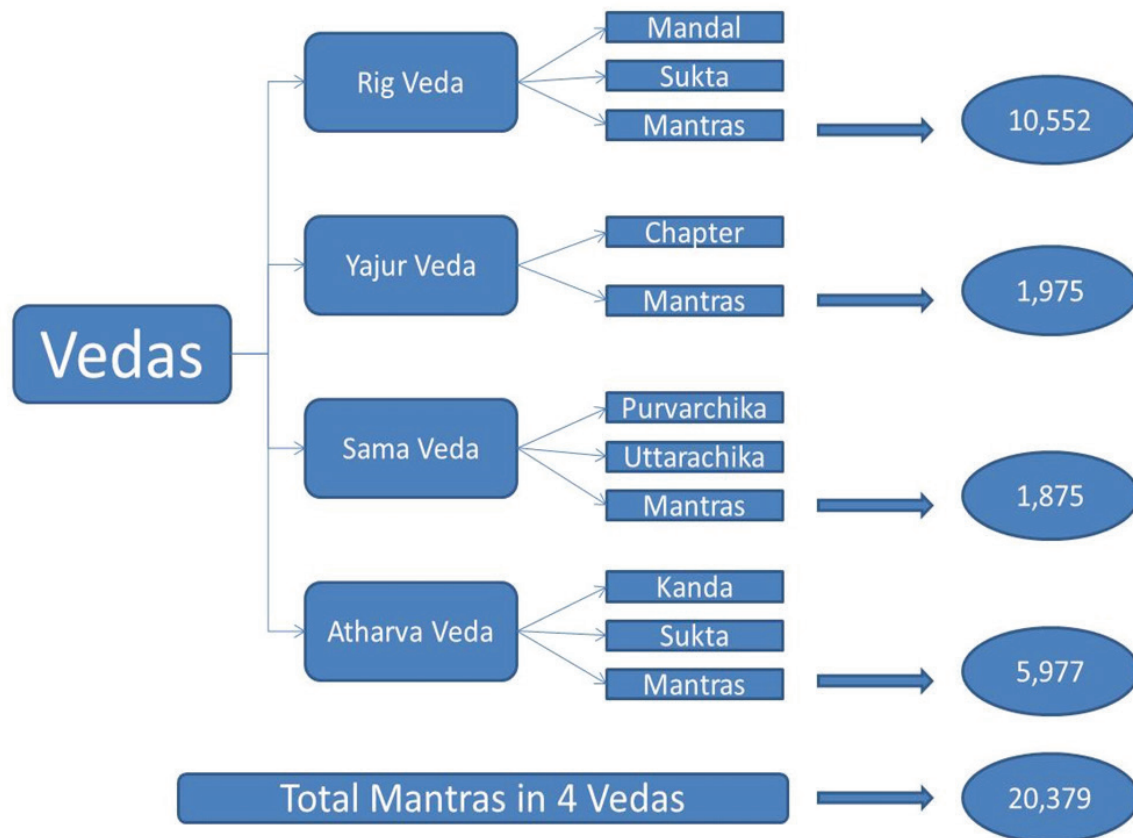 Vedas
Rig Veda
Mandal
Sukta
Mantras
10,552
Yajur Veda
Chapter
Mantras
1,975
Sama Veda
Purvarchika
Uttarachika
Mantras
1,875
Atharva Veda
Kanda
Sukta
Mantras
5,977
Total Mantras in 4 Vedas
20,379